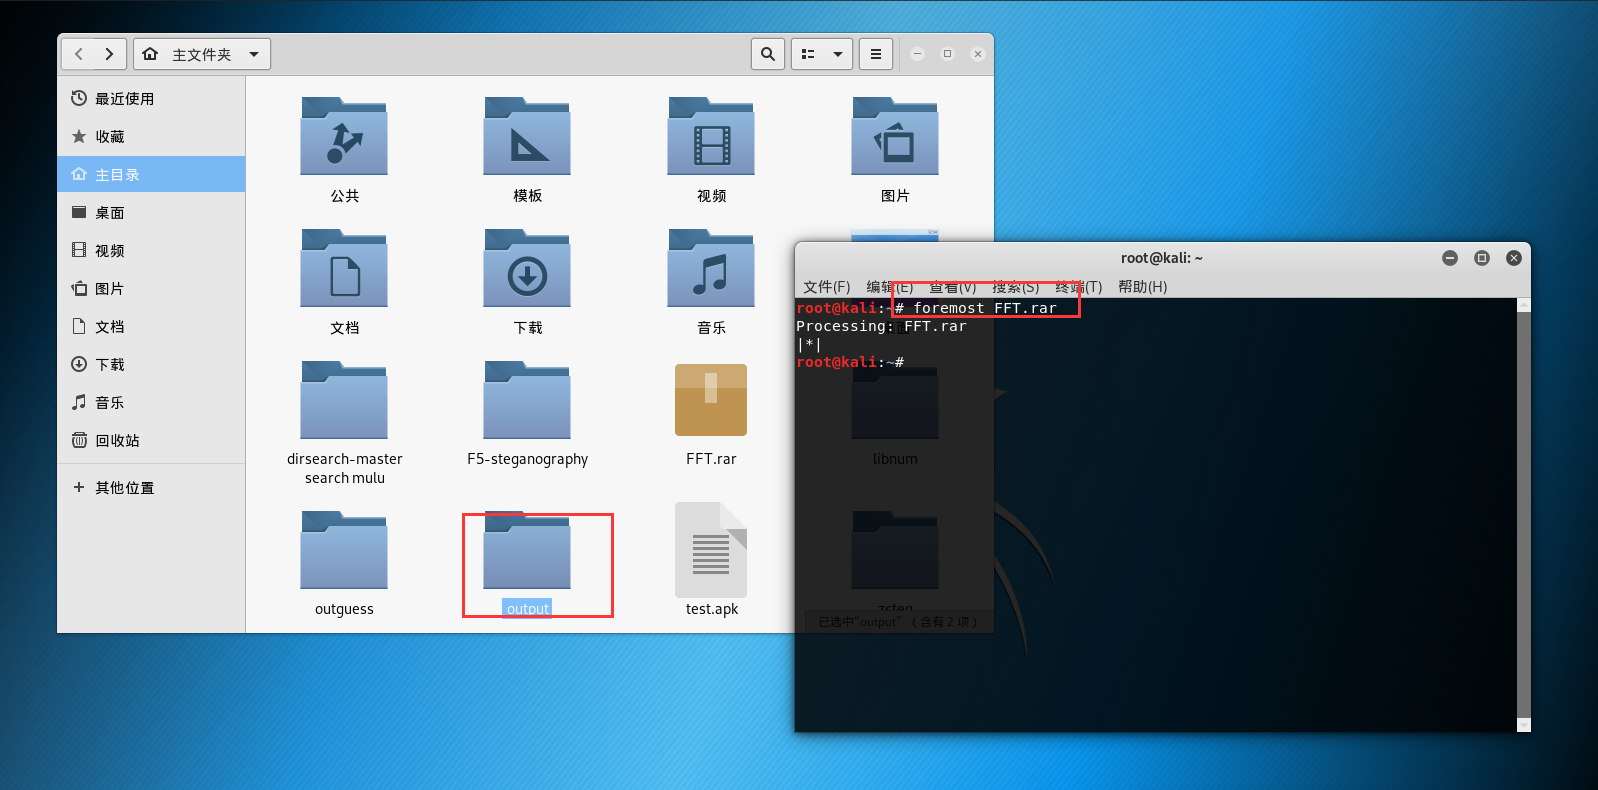 主文件夹
最近使用
收藏
主目录
桌面
视频
图片
文档
下载
音乐
回收站
其他位置
公共
模板
视频
图片
文档
下载
音乐
dirsearch-master
search mulu
F5-steganography
FFT.rar
libnum
outguess
output
test.apk
zsteg
已选中"output" （含有 2 项）
root@kali: ~
文件(F) 编辑(E) 查看(V) 搜索(S) 终端(T) 帮助(H)
root@kali:~# foremost FFT.rar
Processing: FFT.rar
|*|
root@kali:~#